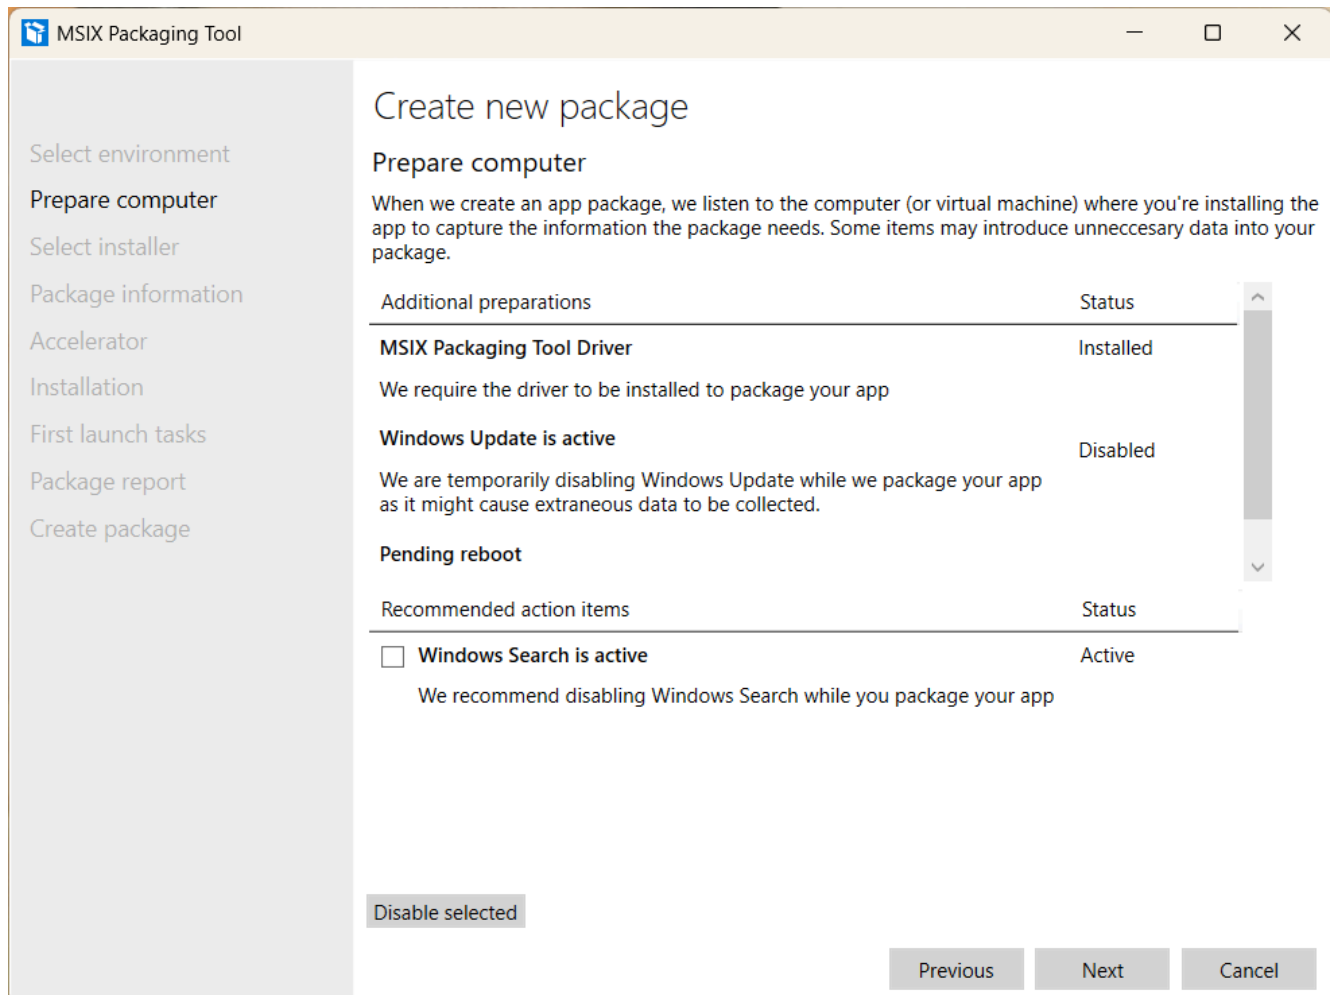 MSIX Packaging Tool
Select environment
Prepare computer
Select installer
Package information
Accelerator
Installation
First launch tasks
Package report
Create package
Create new package
Prepare computer
When we create an app package, we listen to the computer (or virtual machine) where you're installing the
app to capture the information the package needs. Some items may introduce unneccesary data into your
package.
Additional preparations Status
MSIX Packaging Tool Driver Installed
We require the driver to be installed to package your app
Windows Update is active Disabled
We are temporarily disabling Windows Update while we package your app
as it might cause extraneous data to be collected.
Pending reboot
Recommended action items Status
Windows Search is active Active
We recommend disabling Windows Search while you package your app
Disable selected
Previous Next Cancel